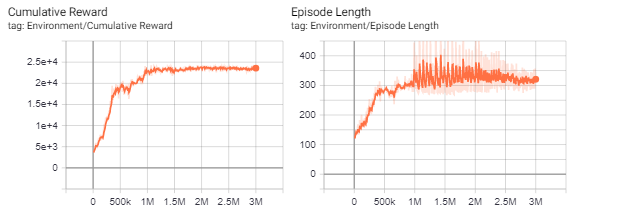 Cumulative Reward
tag: Environment/Cumulative Reward
2.5e+4
2e+4
1.5e+4
1e+4
5e+3
0
0 500k 1M 1.5M 2M 2.5M 3M
Episode Length
tag: Environment/Episode Length
400
300
200
100
0
0 500k 1M 1.5M 2M 2.5M 3M